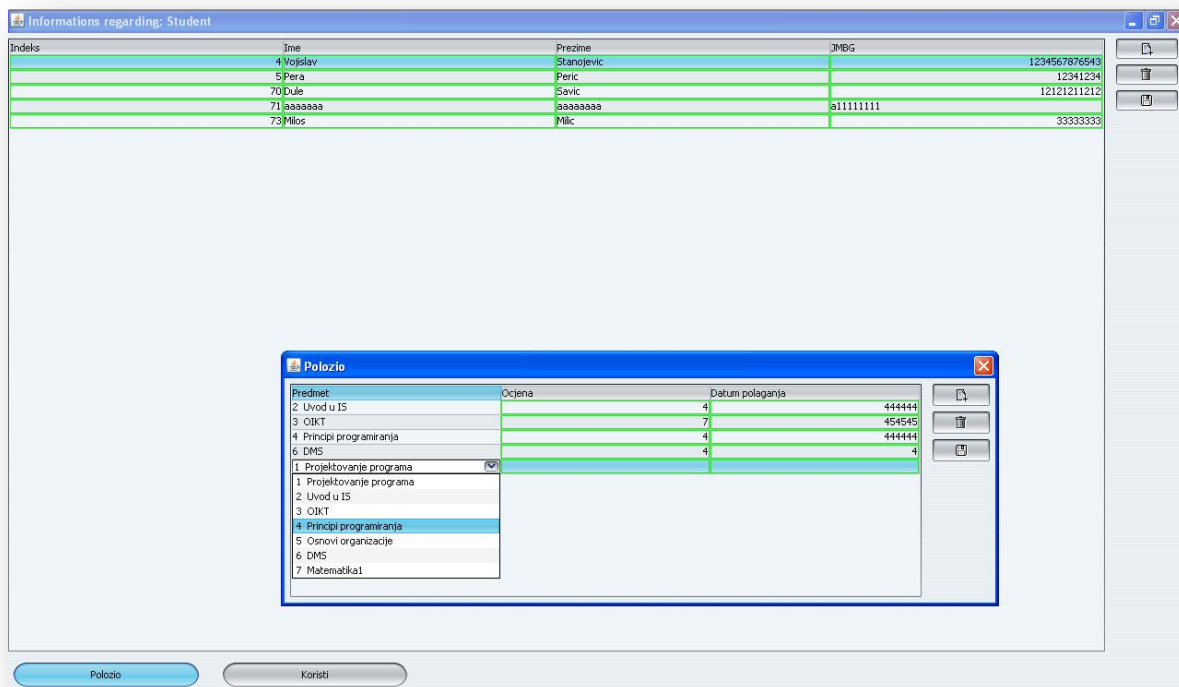 Informations regarding: Student
Indeks Ime Prezime JMBG
4 Vojislav Stanojevic 1234567876543
5 Pera Peric 12341234
70 Dule Savic 12121211212
71 aaaaaaa aaaaaaaa a11111111
73 Milos Milic 33333333
Polozio
Predmet Ocjena Datum polaganja
2 Uvod u IS 4 444444
3 OIKT 7 454545
4 Principi programiranja 4 444444
6 DMS 4 4
1 Projektovanje programa
1 Projektovanje programa
2 Uvod u IS
3 OIKT
4 Principi programiranja
5 Osnovi organizacije
6 DMS
7 Matematika1
Polozio Koristi